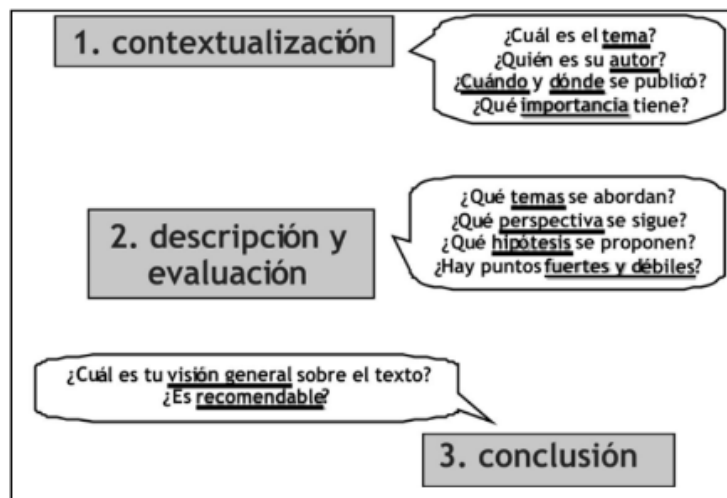 1. contextualización
¿Cuál es el tema?
¿Quién es su autor?
¿Cuándo y dónde se publicó?
¿Qué importancia tiene?
2. descripción y
evaluación
¿Qué temas se abordan?
¿Qué perspectiva se sigue?
¿Qué hipótesis se proponen?
¿Hay puntos fuertes y débiles?
¿Cuál es tu visión general sobre el texto?
¿Es recomendable?
3. conclusión